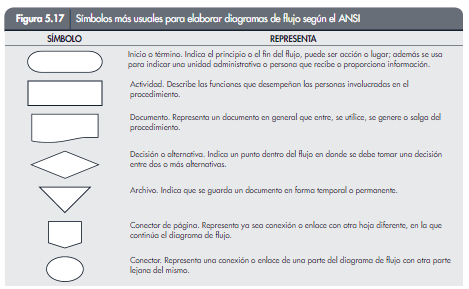 Figura 5.17 Símbolos más usuales para elaborar diagramas de flujo según el ANSI
SÍMBOLO REPRESENTA
Inicio o término. Indica el principio o el fin del flujo, puede ser acción o lugar; además se usa
para indicar una unidad administrativa o persona que recibe o proporciona información.
Actividad. Describe las funciones que desempeñan las personas involucradas en el
procedimiento.
Documento. Representa un documento en general que entre, se utilice, se genere o salga del
procedimiento.
Decisión o alternativa. Indica un punto dentro del flujo en donde se debe tomar una decisión
entre dos o más alternativas.
Archivo. Indica que se guarda un documento en forma temporal o permanente.
Conector de página. Representa ya sea conexión o enlace con otra hoja diferente, en la que
continúa el diagrama de flujo.
Conector. Representa una conexión o enlace de una parte del diagrama de flujo con otra parte
lejana del mismo.